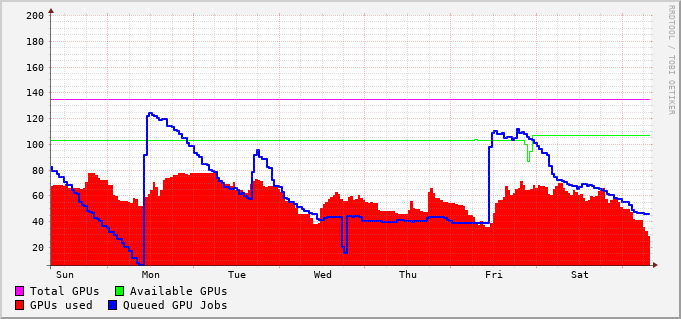 200
180
160
140
120
100
80
60
40
20
Sun Mon Tue Wed Thu Fri Sat
Total GPUs Available GPUs
GPUs used Queued GPU Jobs
RRDTOOL / TOBI OETIKER